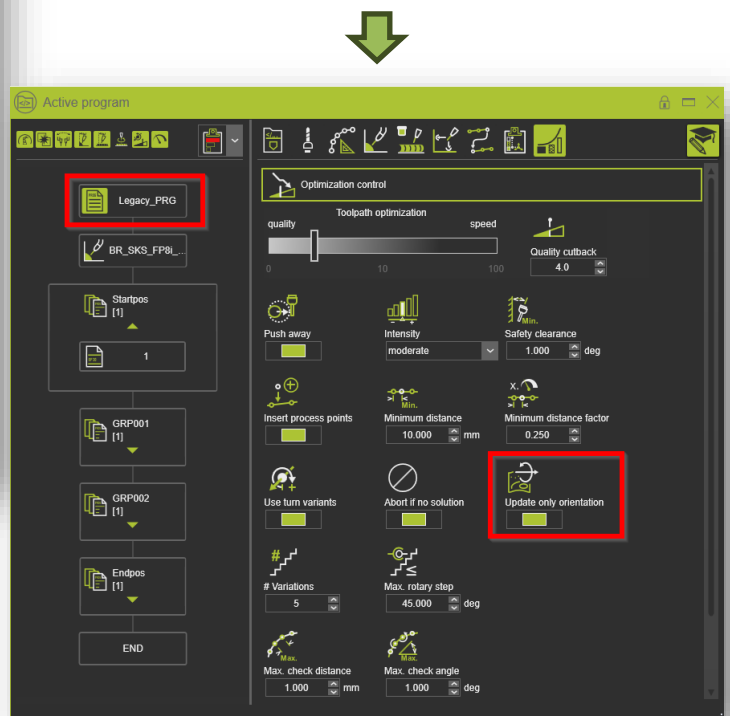 Active program
Legacy_PRG
BR_SKS_FP8i_...
Startpos
[1]
1
GRP001
[1]
GRP002
[1]
Endpos
[1]
END
Optimization control
Toolpath optimization
quality speed
0 10 100
Quality cutback
4.0
Push away
Intensity
moderate
Min.
Safety clearance
1.000 deg
Insert process points
Min.
Minimum distance
10.000 mm
X.
Minimum distance factor
0.250
Use turn variants
Abort if no solution
Update only orientation
#
# Variations
5
Max. rotary step
45.000 deg
Max.
Max. check distance
1.000 mm
Max.
Max. check angle
1.000 deg